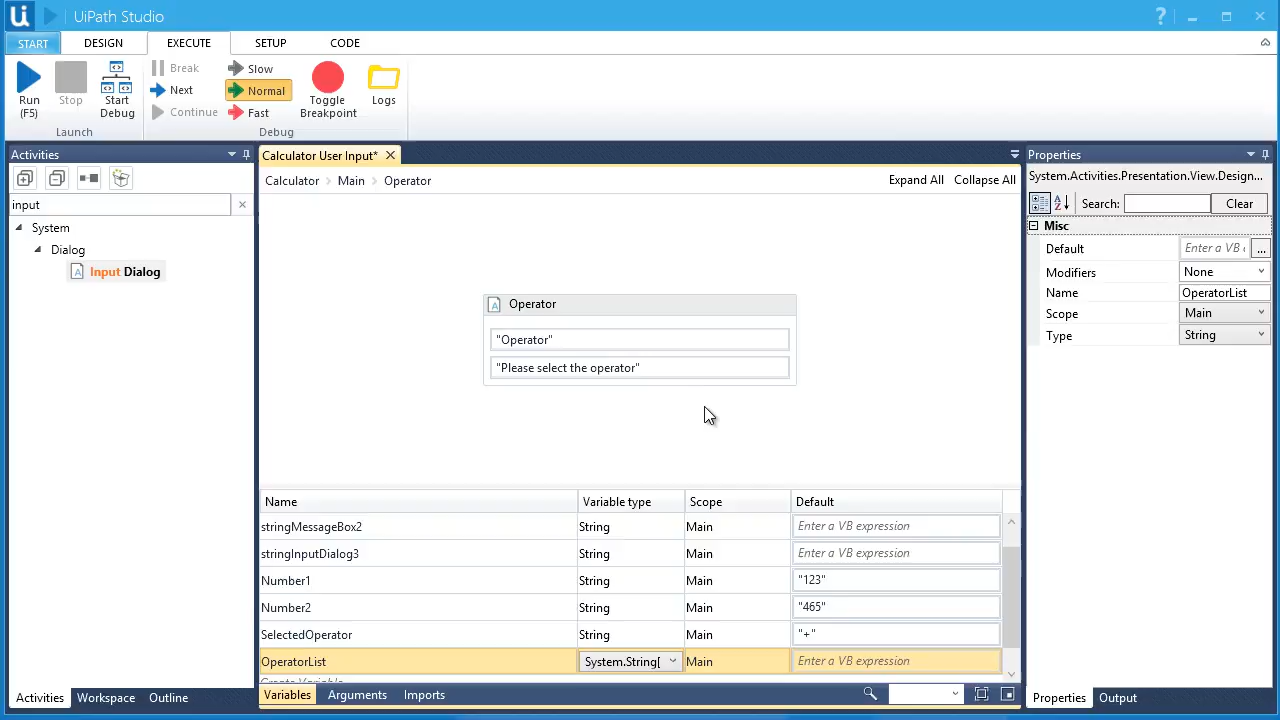 UiPath Studio
START DESIGN EXECUTE SETUP CODE
Break Slow
Next Normal
Continue Fast
Run (F5) Stop Start Debug Toggle Breakpoint Logs
Launch Debug
Activities
input
System
Dialog
Input Dialog
Calculator User Input*
Calculator Main Operator Expand All Collapse All
Operator
"Operator"
"Please select the operator"
Name Variable type Scope Default
stringMessageBox2 String Main Enter a VB expression
stringInputDialog3 String Main Enter a VB expression
Number1 String Main "123"
Number2 String Main "465"
SelectedOperator String Main "+"
OperatorList System.String[ Main Enter a VB expression
Create Variable
Variables Arguments Imports
Activities Workspace Outline
Properties
System.Activities.Presentation.View.Design...
Search: Clear
Misc
Default Enter a VB ...
Modifiers None
Name OperatorList
Scope Main
Type String
Properties Output